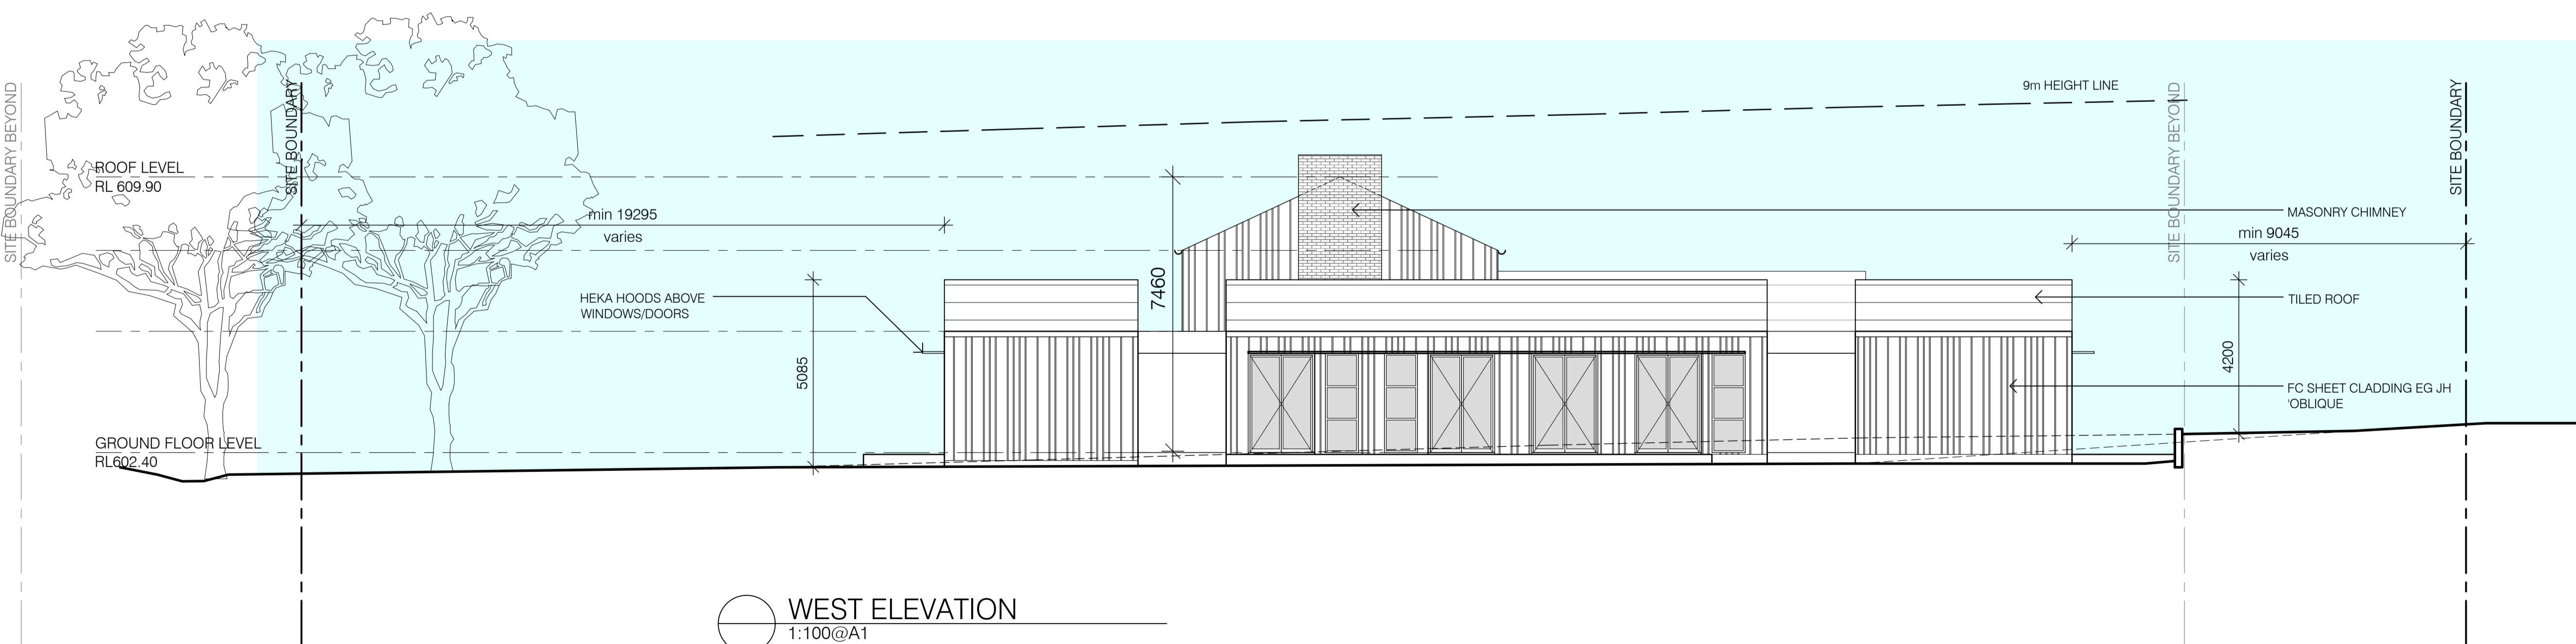 9m HEIGHT LINE
SITE BOUNDARY BEYOND
SITE BOUNDARY
SITE BOUNDARY BEYOND
SITE BOUNDARY
ROOF LEVEL
RL 609.90
min 19295
varies
MASONRY CHIMNEY
min 9045
varies
7460
HEKA HOODS ABOVE
WINDOWS/DOORS
TILED ROOF
5085
4200
FC SHEET CLADDING EG JH
'OBLIQUE
GROUND FLOOR LEVEL
RL602.40
WEST ELEVATION
1:100@A1